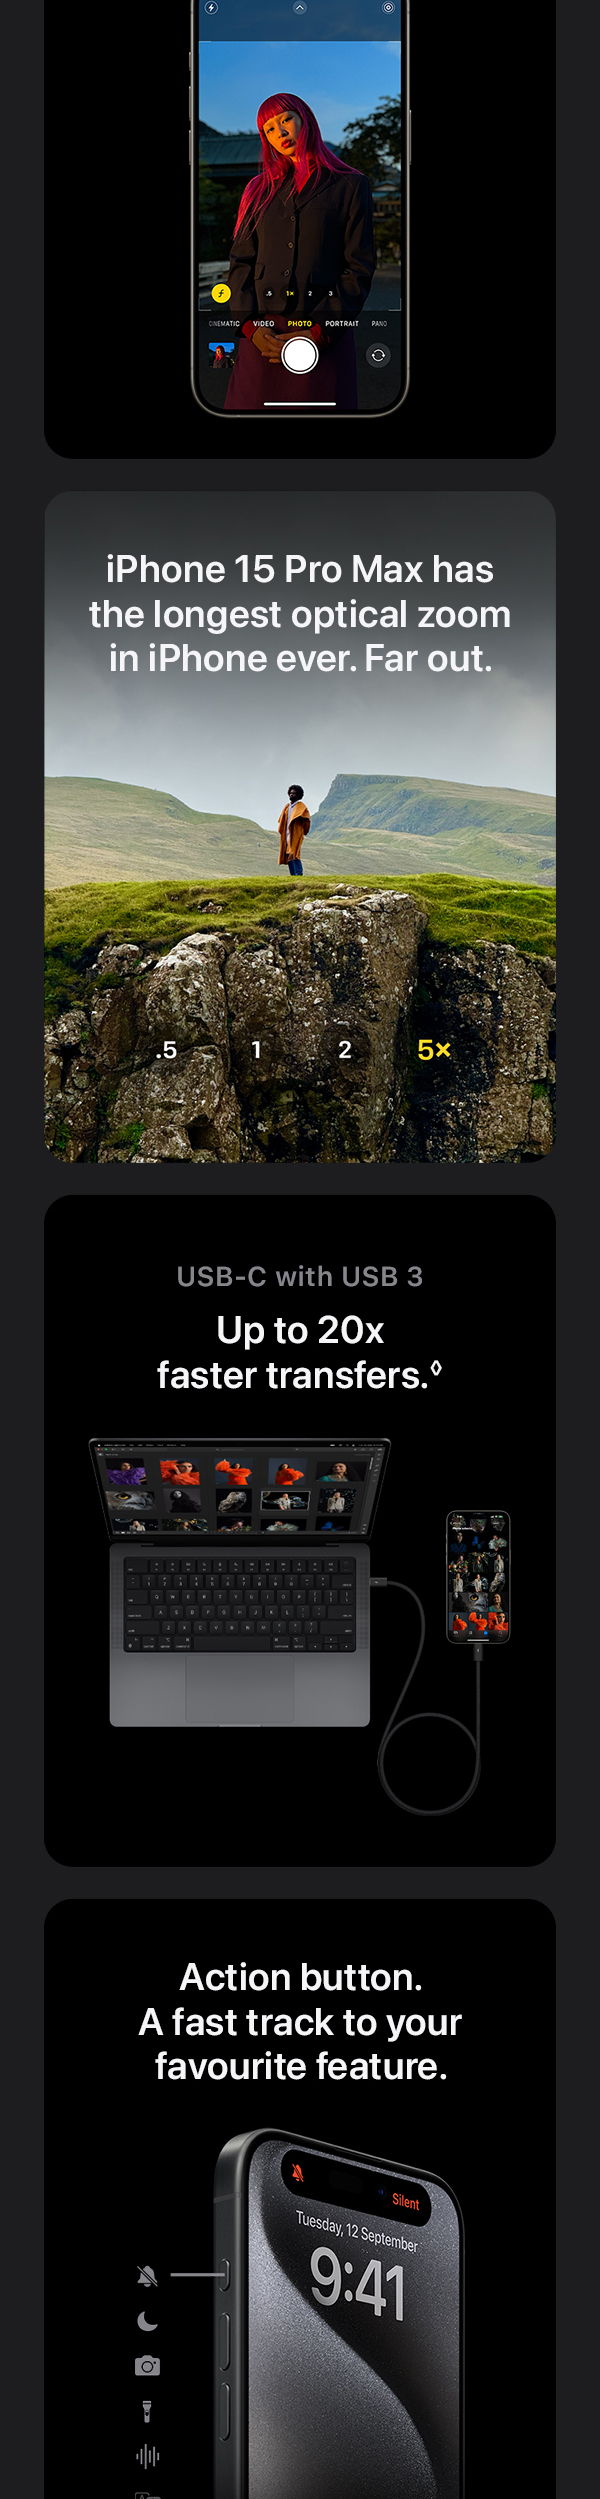 .5 1× 2 3
CINEMATIC VIDEO PHOTO PORTRAIT PANO
iPhone 15 Pro Max has
the longest optical zoom
in iPhone ever. Far out.
.5 1 2 5×
USB-C with USB 3
Up to 20x
faster transfers.◊
Action button.
A fast track to your
favourite feature.
Silent
Tuesday, 12 September
9:41